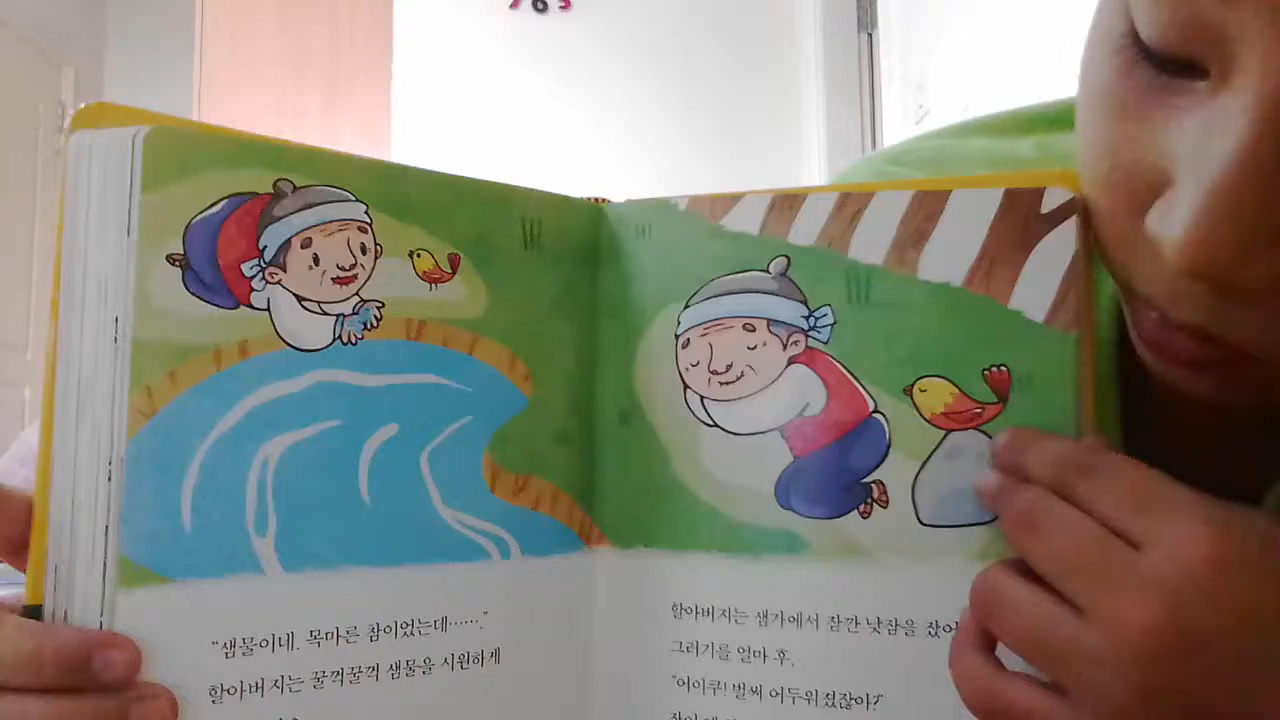 "샘물이네. 목마른 참이었는데……."
할아버지는 꿀꺽꿀꺽 샘물을 시원하게
할아버지는 샘가에서 잠깐 낮잠을
그러기를 얼마 후,
"어이쿠! 벌써 어두워졌잖아?"